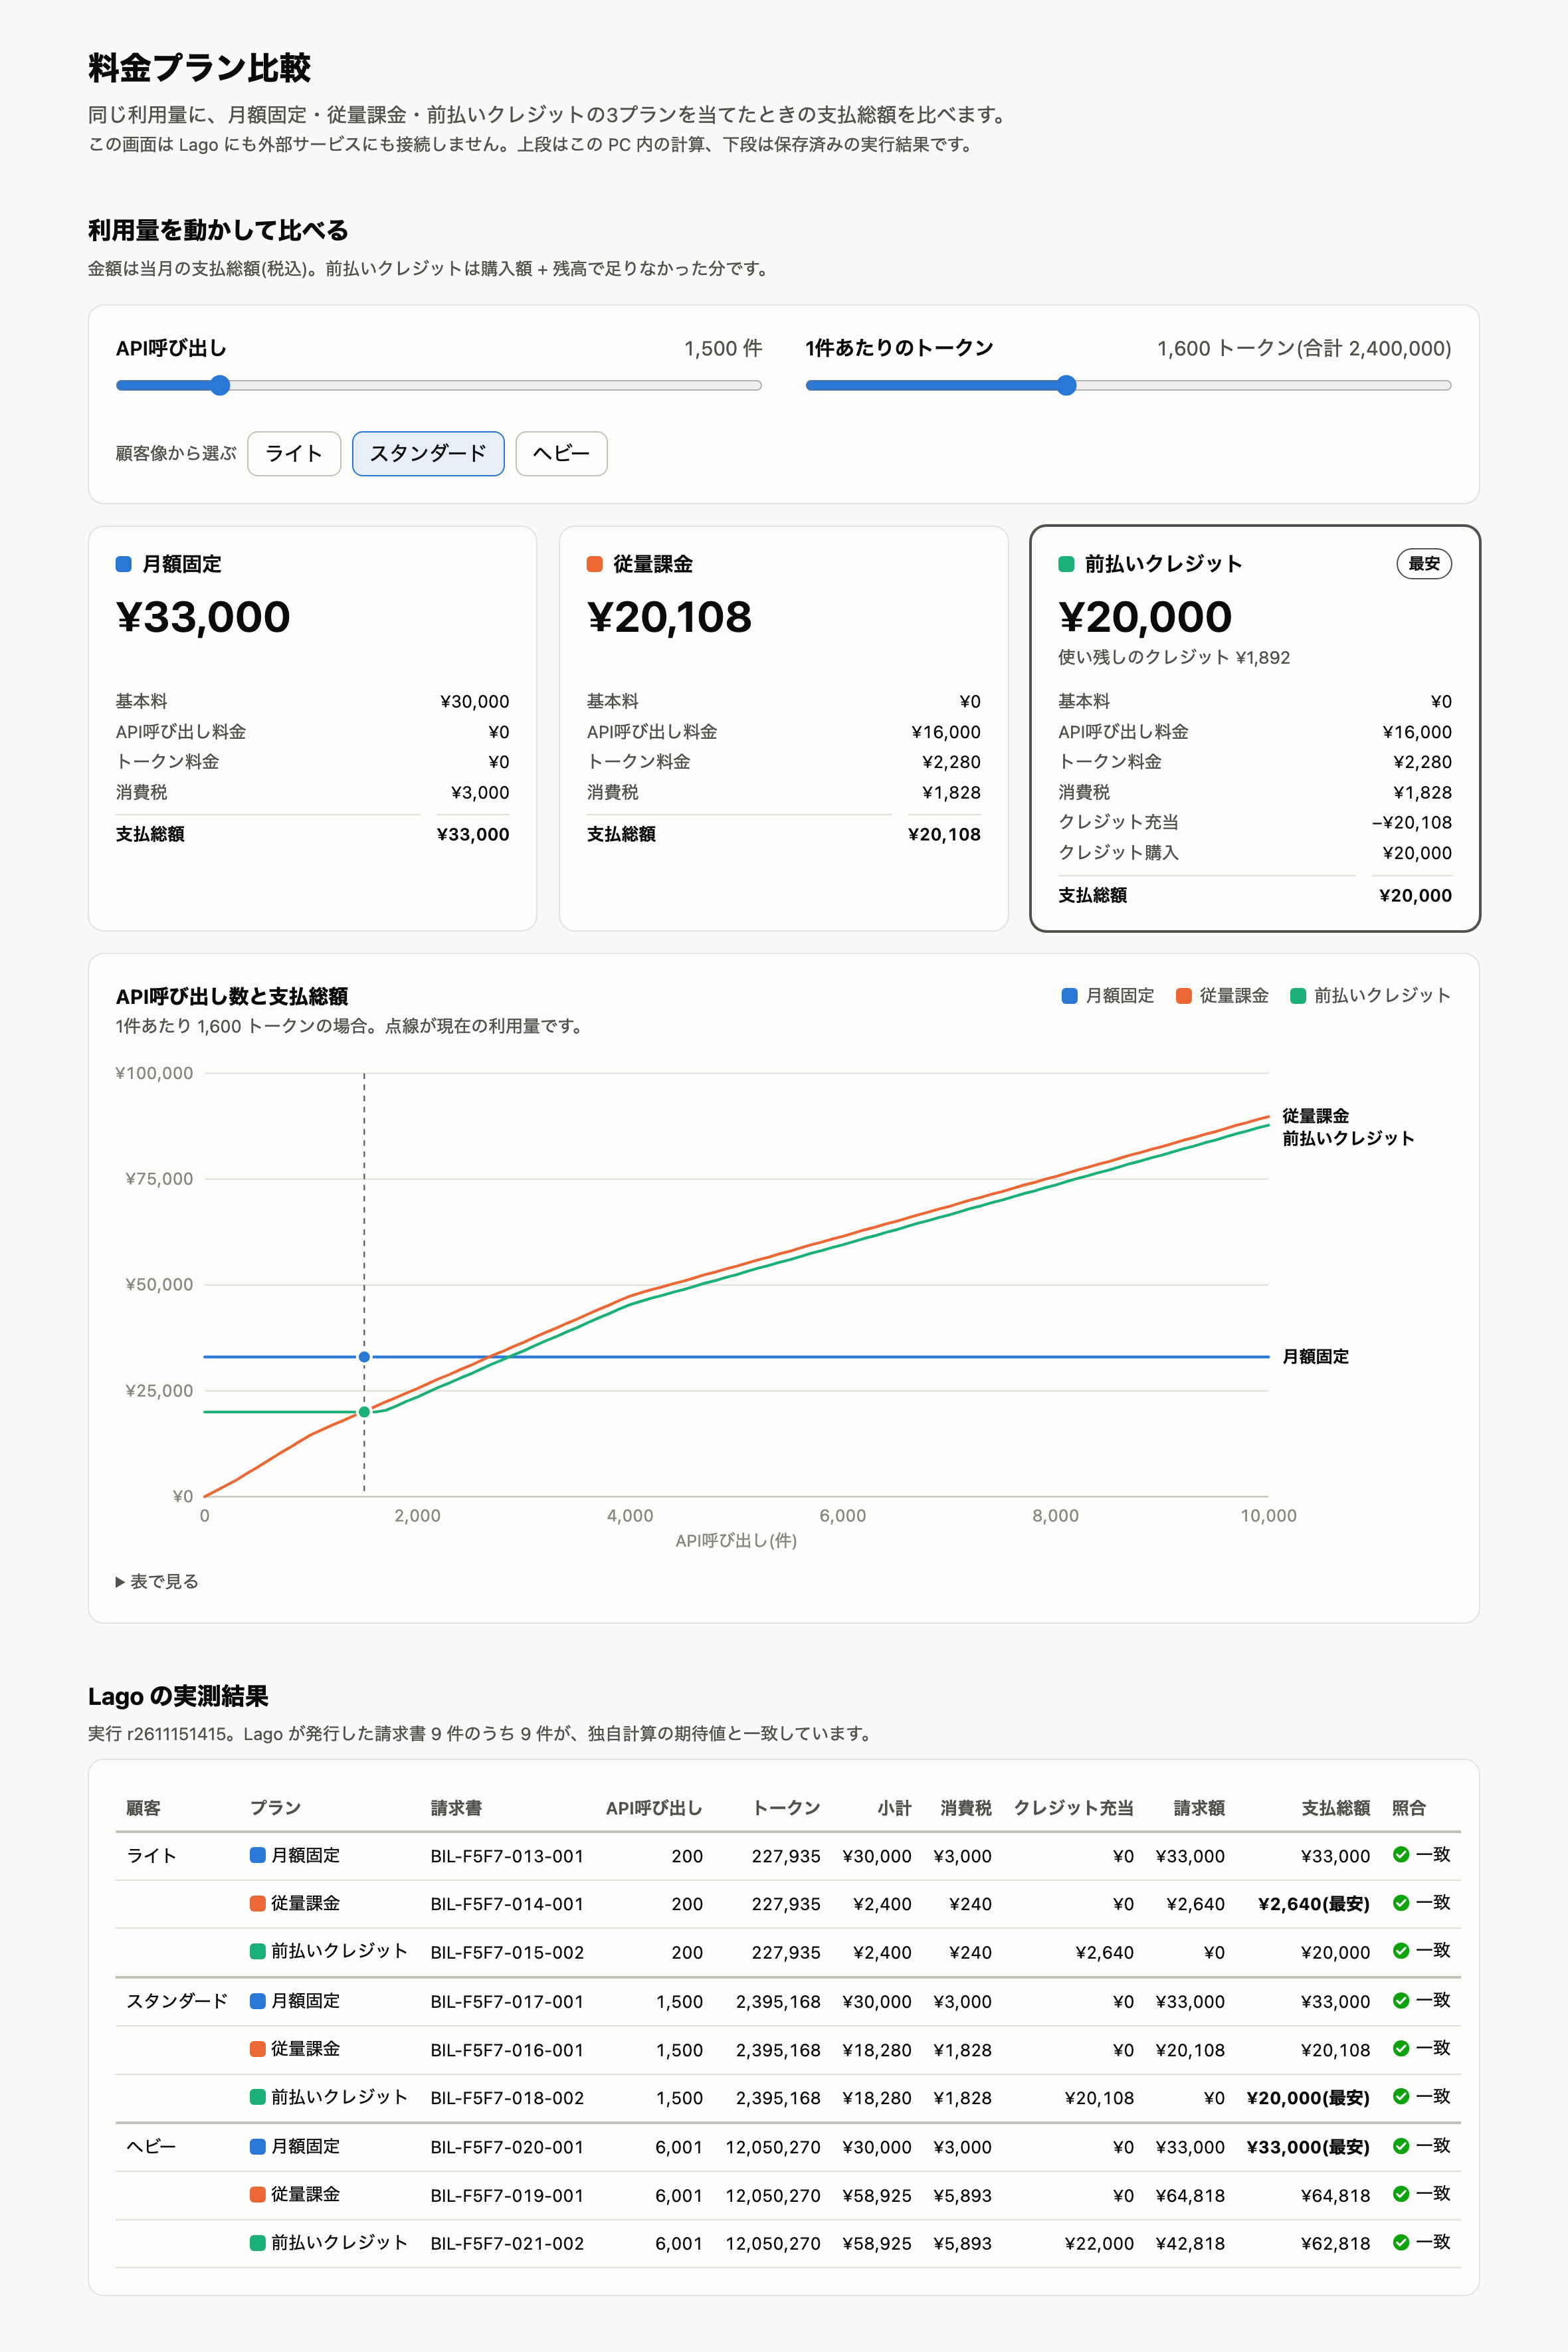 料金プラン比較
同じ利用量に、月額固定・従量課金・前払いクレジットの3プランを当てたときの支払総額を比べます。
この画面は Lago にも外部サービスにも接続しません。上段はこの PC 内の計算、下段は保存済みの実行結果です。
利用量を動かして比べる
金額は当月の支払総額(税込)。前払いクレジットは購入額 + 残高で足りなかった分です。
API呼び出し 1,500 件
1件あたりのトークン 1,600 トークン(合計 2,400,000)
顧客像から選ぶ ライト スタンダード ヘビー
月額固定
¥33,000
基本料 ¥30,000
API呼び出し料金 ¥0
トークン料金 ¥0
消費税 ¥3,000
支払総額 ¥33,000
従量課金
¥20,108
基本料 ¥0
API呼び出し料金 ¥16,000
トークン料金 ¥2,280
消費税 ¥1,828
支払総額 ¥20,108
前払いクレジット 最安
¥20,000
使い残しのクレジット ¥1,892
基本料 ¥0
API呼び出し料金 ¥16,000
トークン料金 ¥2,280
消費税 ¥1,828
クレジット充当 −¥20,108
クレジット購入 ¥20,000
支払総額 ¥20,000
API呼び出し数と支払総額
月額固定 従量課金 前払いクレジット
1件あたり 1,600 トークンの場合。点線が現在の利用量です。
¥100,000
従量課金
前払いクレジット
¥75,000
¥50,000
月額固定
¥25,000
¥0
0 2,000 4,000 6,000 8,000 10,000
API呼び出し(件)
▶ 表で見る
Lago の実測結果
実行 r2611151415。Lago が発行した請求書 9 件のうち 9 件が、独自計算の期待値と一致しています。
顧客 プラン 請求書 API呼び出し トークン 小計 消費税 クレジット充当 請求額 支払総額 照合
ライト 月額固定 BIL-F5F7-013-001 200 227,935 ¥30,000 ¥3,000 ¥0 ¥33,000 ¥33,000 一致
従量課金 BIL-F5F7-014-001 200 227,935 ¥2,400 ¥240 ¥0 ¥2,640 ¥2,640(最安) 一致
前払いクレジット BIL-F5F7-015-002 200 227,935 ¥2,400 ¥240 ¥2,640 ¥0 ¥20,000 一致
スタンダード 月額固定 BIL-F5F7-017-001 1,500 2,395,168 ¥30,000 ¥3,000 ¥0 ¥33,000 ¥33,000 一致
従量課金 BIL-F5F7-016-001 1,500 2,395,168 ¥18,280 ¥1,828 ¥0 ¥20,108 ¥20,108 一致
前払いクレジット BIL-F5F7-018-002 1,500 2,395,168 ¥18,280 ¥1,828 ¥20,108 ¥0 ¥20,000(最安) 一致
ヘビー 月額固定 BIL-F5F7-020-001 6,001 12,050,270 ¥30,000 ¥3,000 ¥0 ¥33,000 ¥33,000(最安) 一致
従量課金 BIL-F5F7-019-001 6,001 12,050,270 ¥58,925 ¥5,893 ¥0 ¥64,818 ¥64,818 一致
前払いクレジット BIL-F5F7-021-002 6,001 12,050,270 ¥58,925 ¥5,893 ¥22,000 ¥42,818 ¥62,818 一致